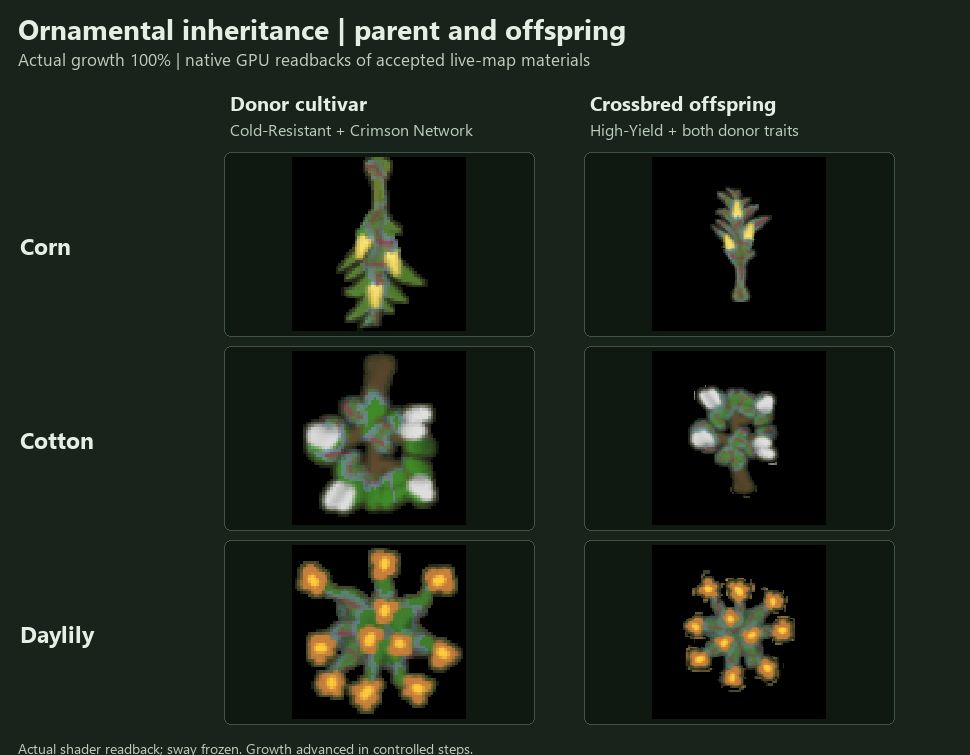 Ornamental inheritance | parent and offspring
Actual growth 100% | native GPU readbacks of accepted live-map materials
Donor cultivar
Cold-Resistant + Crimson Network
Crossbred offspring
High-Yield + both donor traits
Corn
Cotton
Daylily
Actual shader readback; sway frozen. Growth advanced in controlled steps.